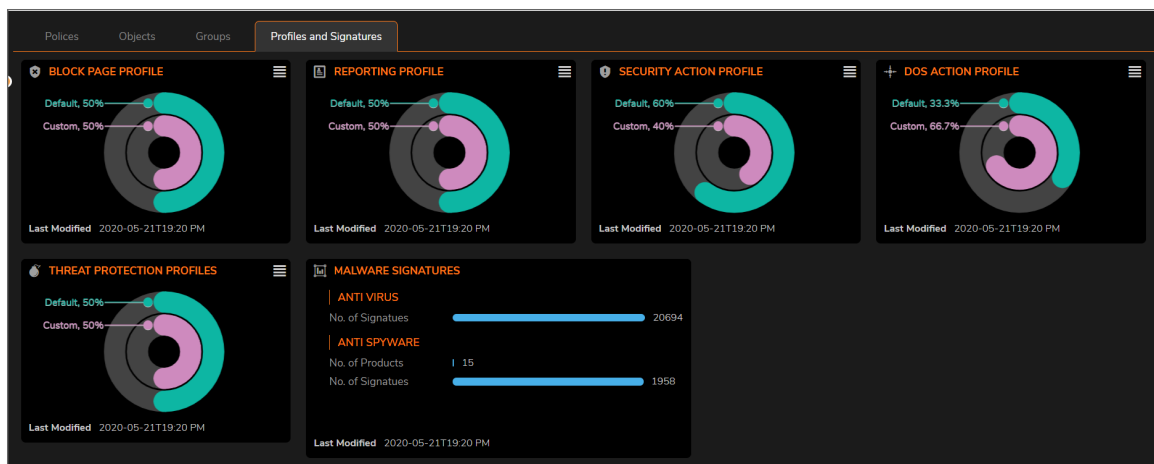 Polices Objects Groups Profiles and Signatures
BLOCK PAGE PROFILE
Default, 50%
Custom, 50%
Last Modified 2020-05-21T19:20 PM
REPORTING PROFILE
Default, 50%
Custom, 50%
Last Modified 2020-05-21T19:20 PM
SECURITY ACTION PROFILE
Default, 60%
Custom, 40%
Last Modified 2020-05-21T19:20 PM
DOS ACTION PROFILE
Default, 33.3%
Custom, 66.7%
Last Modified 2020-05-21T19:20 PM
THREAT PROTECTION PROFILES
Default, 50%
Custom, 50%
Last Modified 2020-05-21T19:20 PM
MALWARE SIGNATURES
ANTI VIRUS
No. of Signatues 20694
ANTI SPYWARE
No. of Products 15
No. of Signatues 1958
Last Modified 2020-05-21T19:20 PM